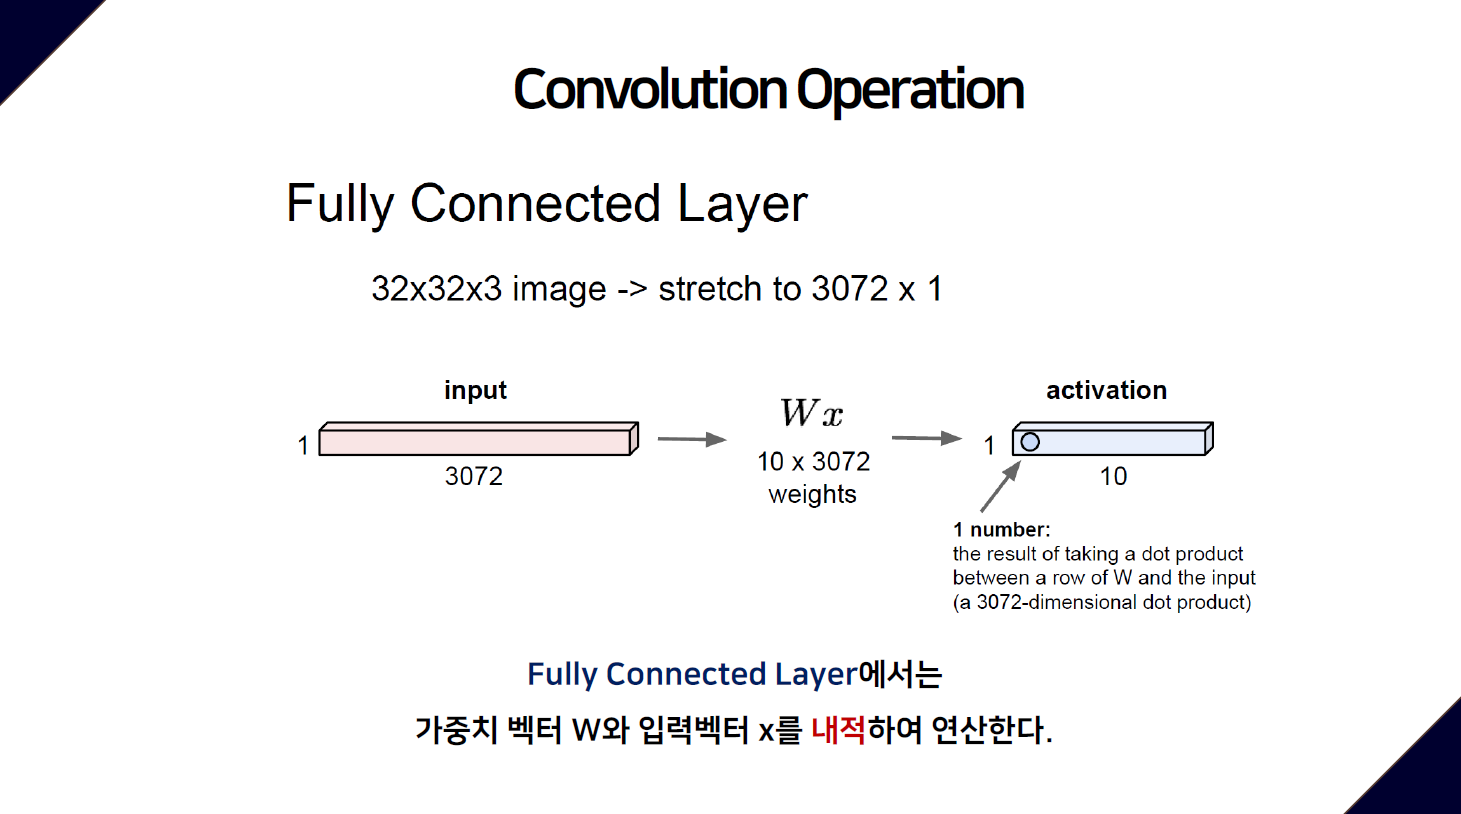 Convolution Operation
Fully Connected Layer
32x32x3 image -> stretch to 3072 x 1
input
1
3072
Wx
10 x 3072
weights
activation
1
10
1 number:
the result of taking a dot product
between a row of W and the input
(a 3072-dimensional dot product)
Fully Connected Layer에서는
가중치 벡터 W와 입력벡터 x를 내적하여 연산한다.